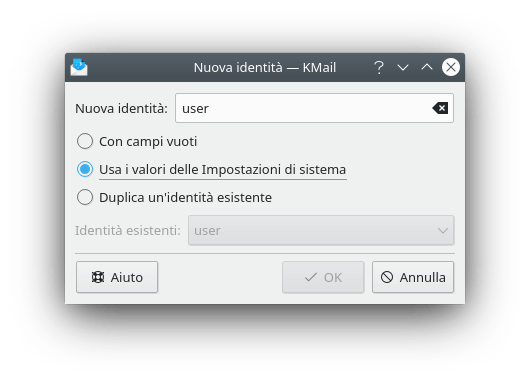 Nuova identità — KMail
Nuova identità: user
Con campi vuoti
Usa i valori delle Impostazioni di sistema
Duplica un'identità esistente
Identità esistenti: user
Aiuto OK Annulla